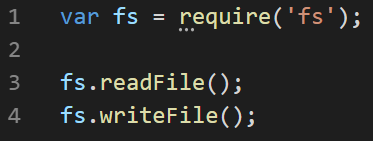 1 var fs = require('fs');
2
3 fs.readFile();
4 fs.writeFile();